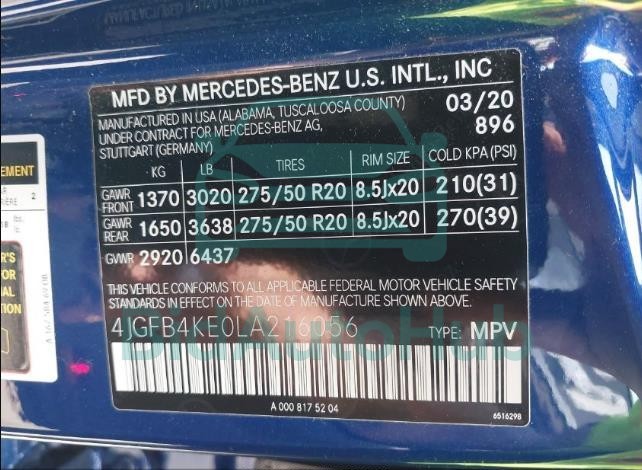 MFD BY MERCEDES-BENZ U.S. INTL., INC
MANUFACTURED IN USA (ALABAMA, TUSCALOOSA COUNTY) 03/20
UNDER CONTRACT FOR MERCEDES-BENZ AG, 896
STUTTGART (GERMANY)
KG LB TIRES RIM SIZE COLD KPA (PSI)
GAWR FRONT 1370 3020 275/50 R20 8.5Jx20 210(31)
GAWR REAR 1650 3638 275/50 R20 8.5Jx20 270(39)
GVWR 2920 6437
THIS VEHICLE CONFORMS TO ALL APPLICABLE FEDERAL MOTOR VEHICLE SAFETY
STANDARDS IN EFFECT ON THE DATE OF MANUFACTURE SHOWN ABOVE.
4JGFB4KE0LA216056 TYPE: MPV
BidAutoHub
A 000 817 52 04
6516298
EMENT
2